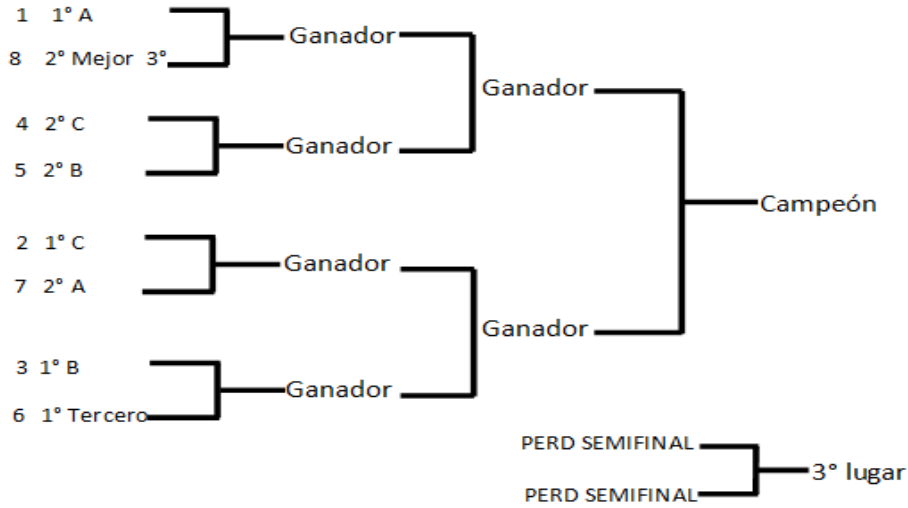 1 1° A
Ganador
8 2° Mejor 3°
Ganador
4 2° C
Ganador
5 2° B
Campeón
2 1° C
Ganador
7 2° A
Ganador
3 1° B
Ganador
6 1° Tercero
PERD SEMIFINAL
3° lugar
PERD SEMIFINAL